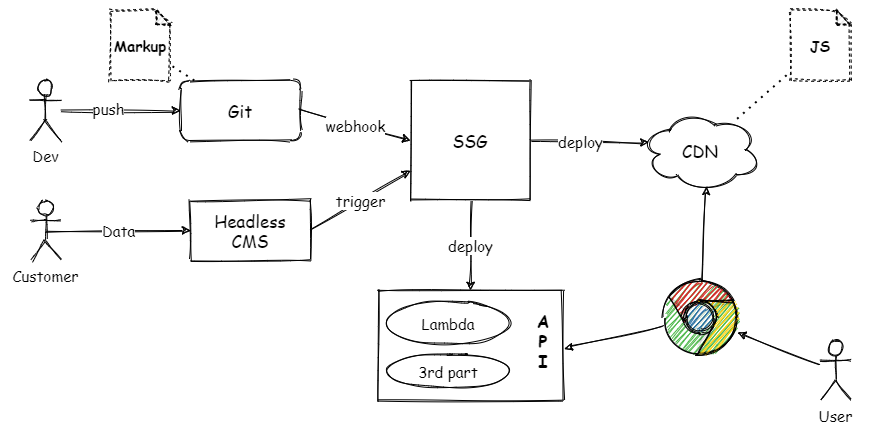 Markup
JS
push
Git
webhook
SSG
deploy
CDN
Dev
trigger
Headless
CMS
Data
Customer
deploy
Lambda
3rd part
A
P
I
User